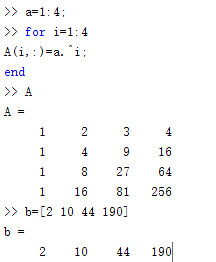 >> a=1:4;
>> for i=1:4
A(i,:)=a.^i;
end
>> A
A =
1 2 3 4
1 4 9 16
1 8 27 64
1 16 81 256
>> b=[2 10 44 190]
b =
2 10 44 190